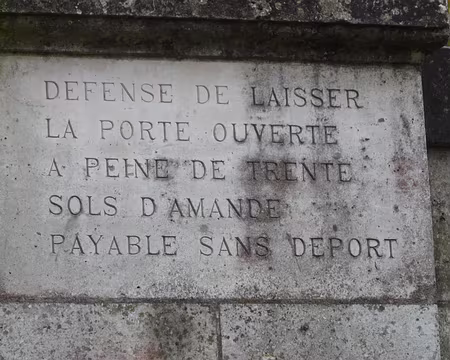 DEFENSE DE LAISSER
LA PORTE OUVERTE
A PEINE DE TRENTE
SOLS D'AMANDE
PAYABLE SANS DEPORT